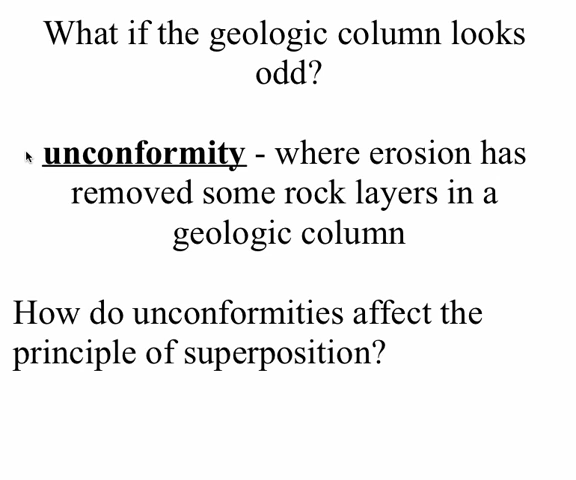 What if the geologic column looks
odd?
unconformity - where erosion has
removed some rock layers in a
geologic column
How do unconformities affect the
principle of superposition?